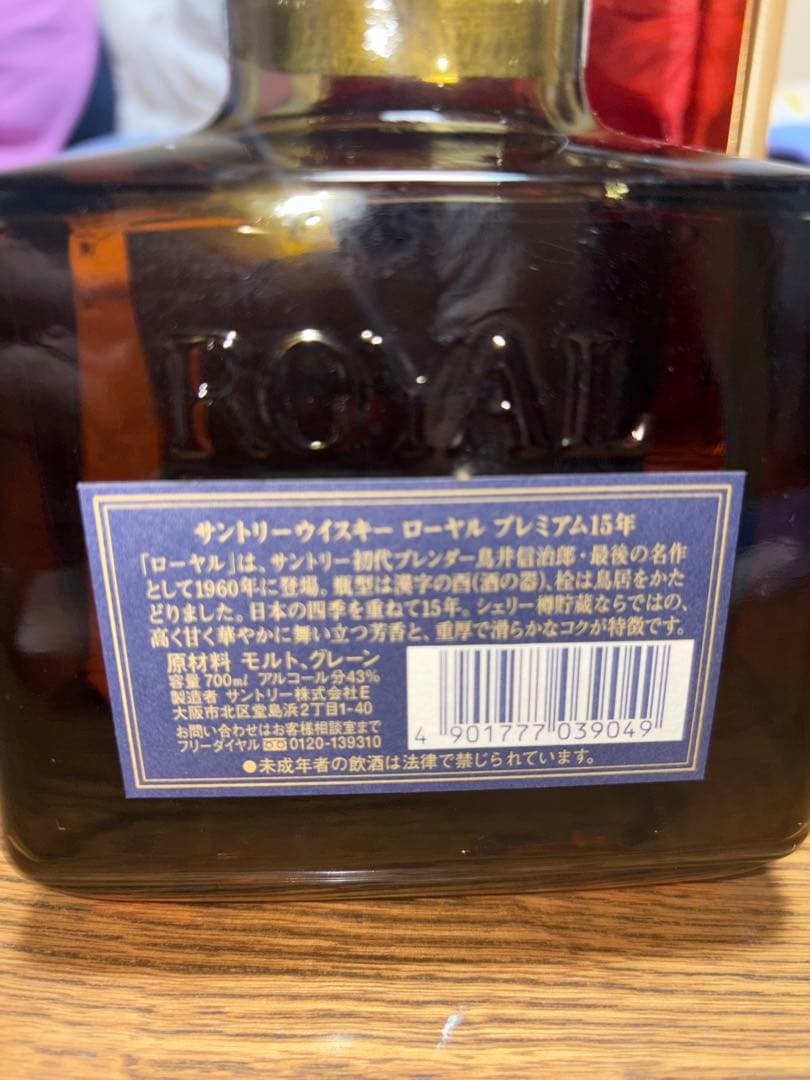 ROYAL
サントリーウイスキー ローヤル プレミアム15年
「ローヤル」は、サントリー初代ブレンダー鳥井信治郎・最後の名作
として1960年に登場。瓶型は漢字の酉(酒の器)、栓は鳥居をかた
どりました。日本の四季を重ねて15年。シェリー樽貯蔵ならではの、
高く甘く華やかに舞い立つ芳香と、重厚で滑らかなコクが特徴です。
原材料 モルト、グレーン
容量 700㎖ アルコール分43%
製造者 サントリー株式会社E
大阪市北区堂島浜2丁目1-40
お問い合わせはお客様相談室まで
フリーダイヤル 0120-139310
4 901777 039049
●未成年者の飲酒は法律で禁じられています。